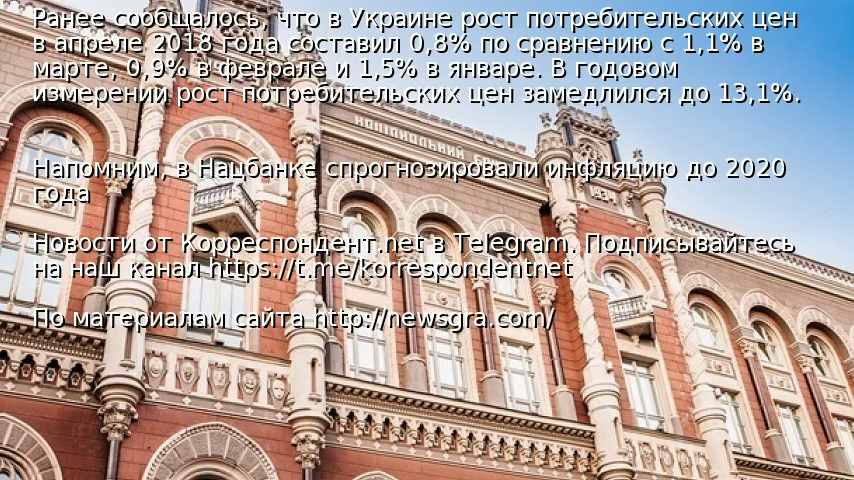 Ранее сообщалось, что в Украине рост потребительских цен
в апреле 2018 года составил 0,8% по сравнению с 1,1% в
марте, 0,9% в феврале и 1,5% в январе. В годовом
измерении рост потребительских цен замедлился до 13,1%.
НАЦІОНАЛЬНИЙ
Напомним, в Нацбанке спрогнозировали инфляцию до 2020
года
Новости от Корреспондент.net в Telegram. Подписывайтесь
на наш канал https://t.me/korrespondentnet
По материалам сайта http://newsgra.com/